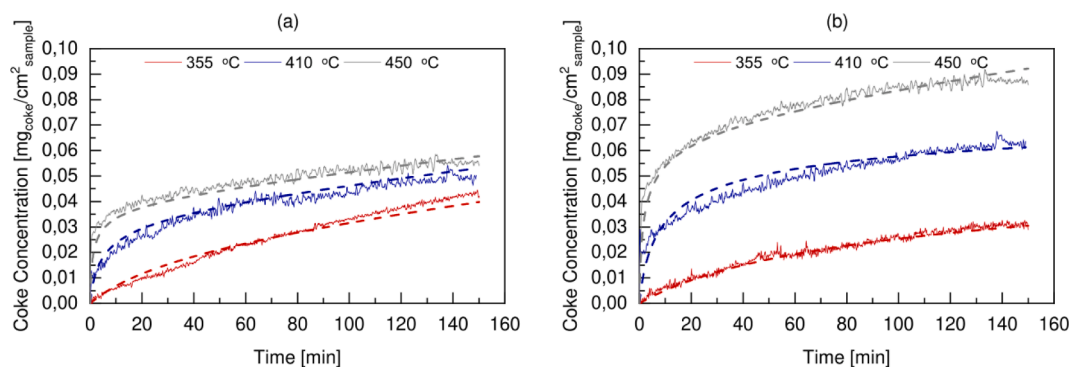 (a)
Coke Concentration [mg_coke/cm²_sample]
0,10
0,09
0,08
0,07
0,06
0,05
0,04
0,03
0,02
0,01
0,00
355 °C 410 °C 450 °C
0 20 40 60 80 100 120 140 160
Time [min]
(b)
Coke Concentration [mg_coke/cm²_sample]
0,10
0,09
0,08
0,07
0,06
0,05
0,04
0,03
0,02
0,01
0,00
355 °C 410 °C 450 °C
0 20 40 60 80 100 120 140 160
Time [min]